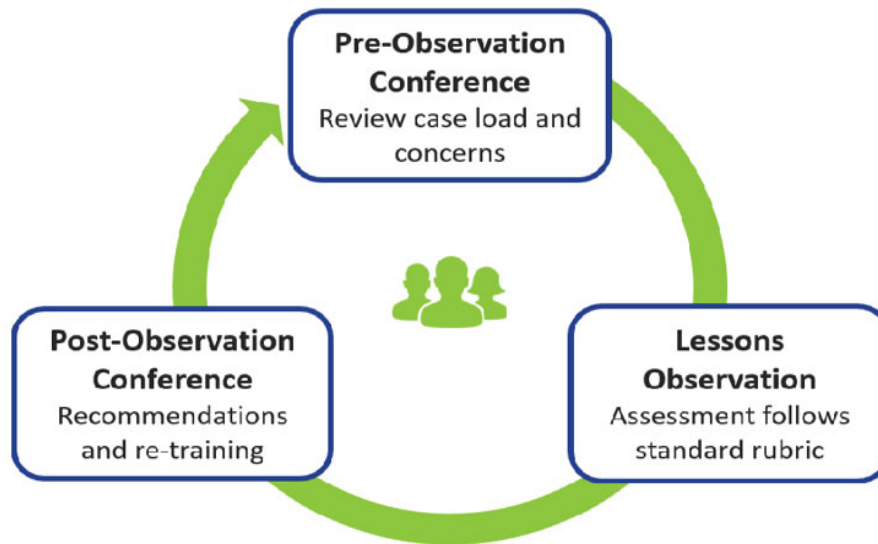 Pre-Observation
Conference
Review case load and
concerns
Lessons
Observation
Assessment follows
standard rubric
Post-Observation
Conference
Recommendations
and re-training